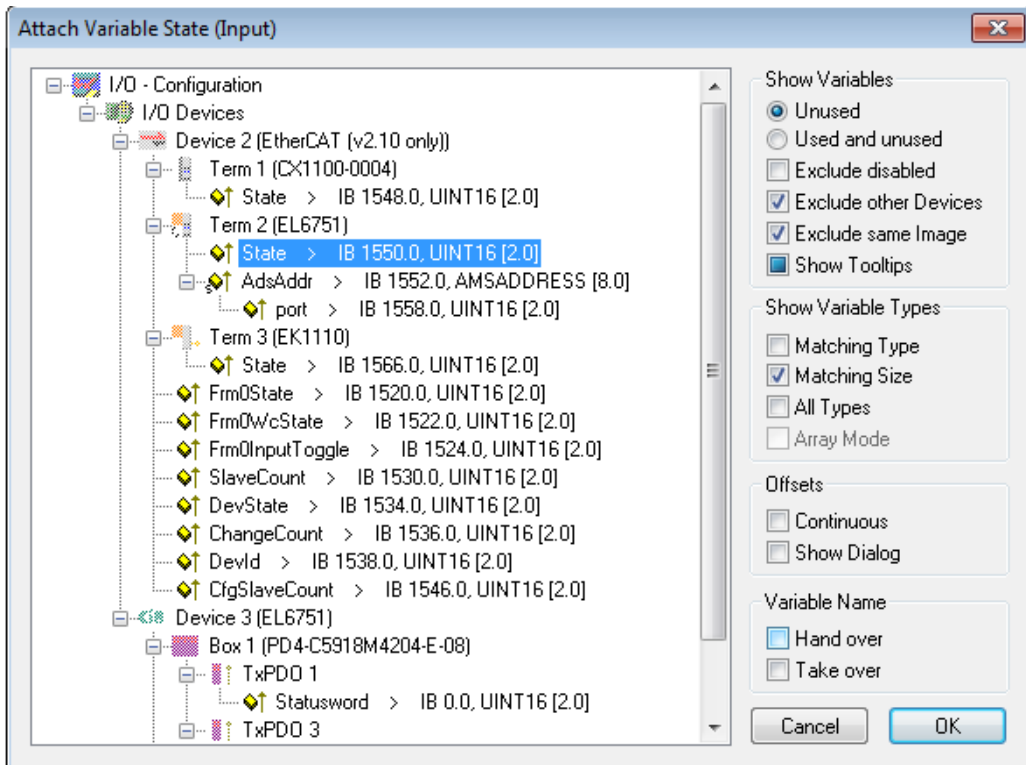 Attach Variable State (Input)
I/O - Configuration
I/O Devices
Device 2 (EtherCAT (v2.10 only))
Term 1 (CX1100-0004)
State > IB 1548.0, UINT16 [2.0]
Term 2 (EL6751)
State > IB 1550.0, UINT16 [2.0]
AdsAddr > IB 1552.0, AMSADDRESS [8.0]
port > IB 1558.0, UINT16 [2.0]
Term 3 (EK1110)
State > IB 1566.0, UINT16 [2.0]
Frm0State > IB 1520.0, UINT16 [2.0]
Frm0WcState > IB 1522.0, UINT16 [2.0]
Frm0InputToggle > IB 1524.0, UINT16 [2.0]
SlaveCount > IB 1530.0, UINT16 [2.0]
DevState > IB 1534.0, UINT16 [2.0]
ChangeCount > IB 1536.0, UINT16 [2.0]
DevId > IB 1538.0, UINT16 [2.0]
CfgSlaveCount > IB 1546.0, UINT16 [2.0]
Device 3 (EL6751)
Box 1 (PD4-C5918M4204-E-08)
TxPDO 1
Statusword > IB 0.0, UINT16 [2.0]
TxPDO 3
Show Variables
Unused
Used and unused
Exclude disabled
Exclude other Devices
Exclude same Image
Show Tooltips
Show Variable Types
Matching Type
Matching Size
All Types
Array Mode
Offsets
Continuous
Show Dialog
Variable Name
Hand over
Take over
Cancel
OK